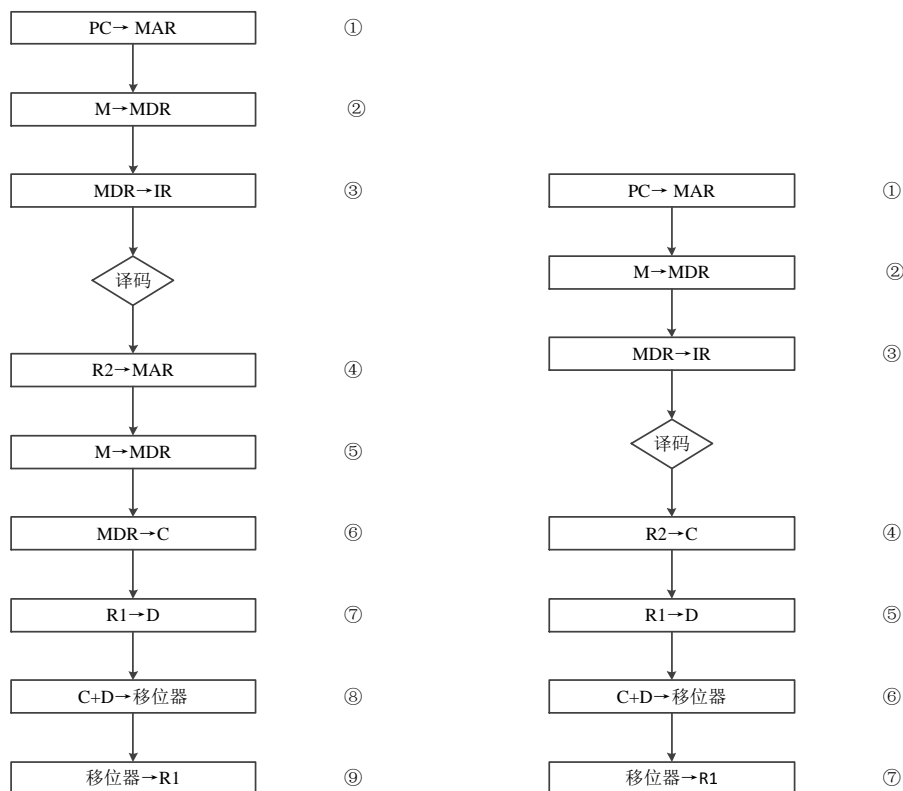 PC→ MAR ①
M→MDR ②
MDR→IR ③
译码
R2→MAR ④
M→MDR ⑤
MDR→C ⑥
R1→D ⑦
C+D→移位器 ⑧
移位器→R1 ⑨
PC→ MAR ①
M→MDR ②
MDR→IR ③
译码
R2→C ④
R1→D ⑤
C+D→移位器 ⑥
移位器→R1 ⑦